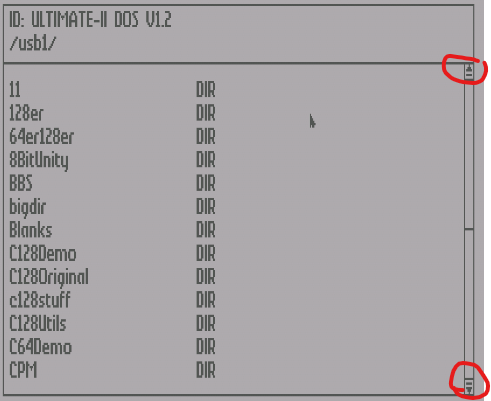 ID: ULTIMATE-II DOS V1.2
/usb1/
11 DIR
128er DIR
64er128er DIR
8BitUnity DIR
BBS DIR
bigdir DIR
Blanks DIR
C128Demo DIR
C128Original DIR
c128stuff DIR
C128Utils DIR
C64Demo DIR
CPM DIR